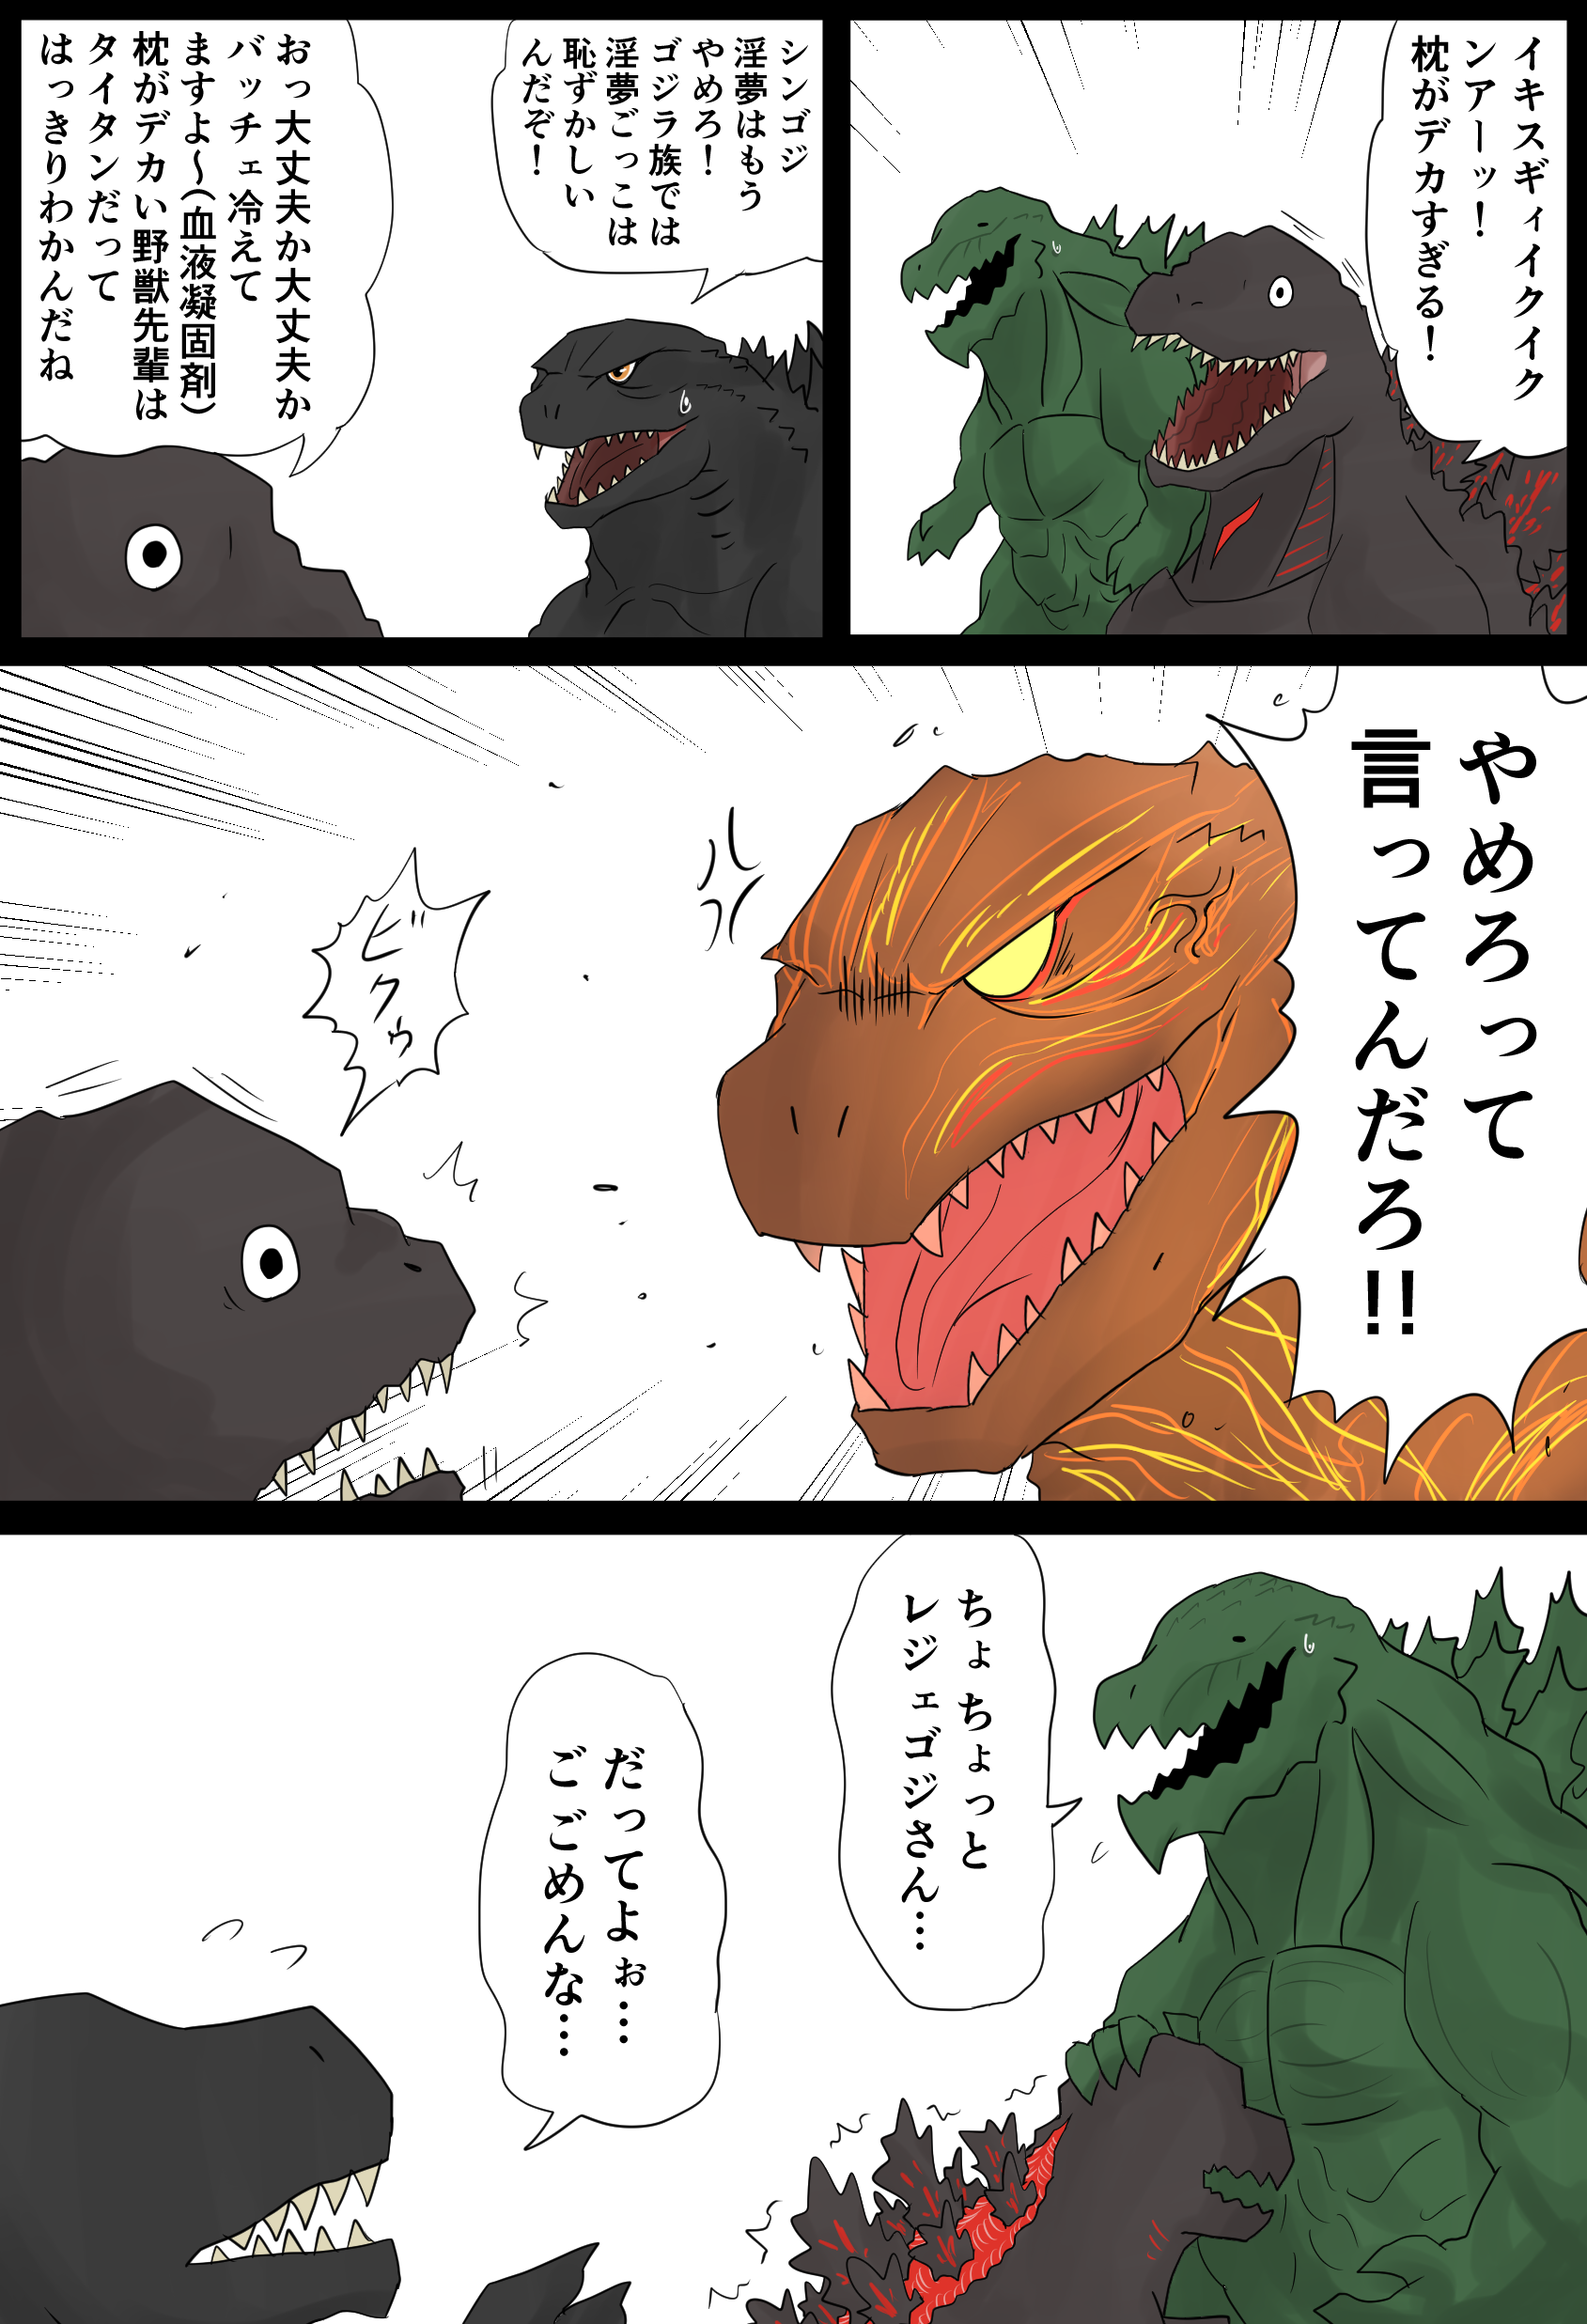 イキスギィイクイク
ンアーッ！
枕がデカすぎる！
シンゴジ
淫夢はもう
やめろ！
ゴジラ族では
淫夢ごっこは
恥ずかしい
んだぞ！
おっ大丈夫か大丈夫か
バッチェ冷えて
ますよ～（血液凝固剤）
枕がデカい野獣先輩は
タイタンだって
はっきりわかんだね
やめろって
言ってんだろ!!
ビクゥ
ちょちょっと
レジェゴジさん…
だってよぉ…
ごごめんな…